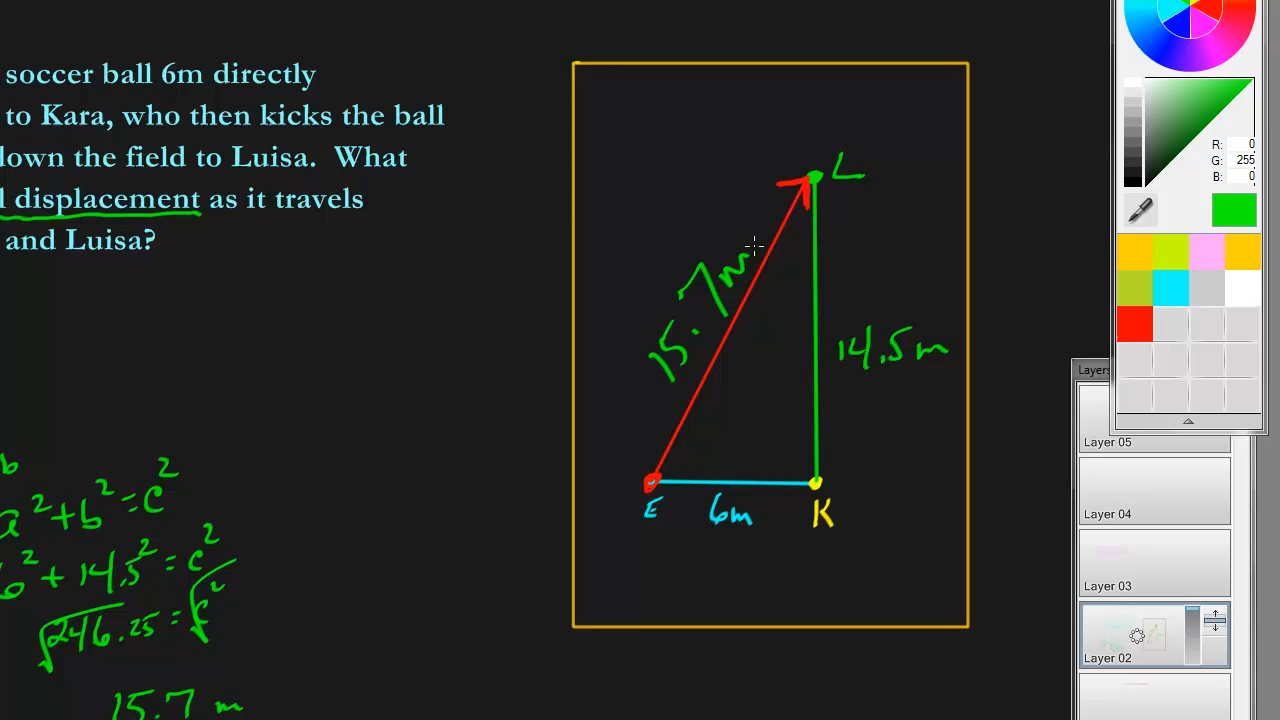 soccer ball 6m directly
to Kara, who then kicks the ball
down the field to Luisa. What
l displacement as it travels
and Luisa?
L
15.7m
14.5m
E
6m
K
b
a² + b² = c²
6² + 14.5² = c²
√246.25 = √c²
15.7 m
R: 0
G: 255
B: 0
Layers
Layer 05
Layer 04
Layer 03
Layer 02